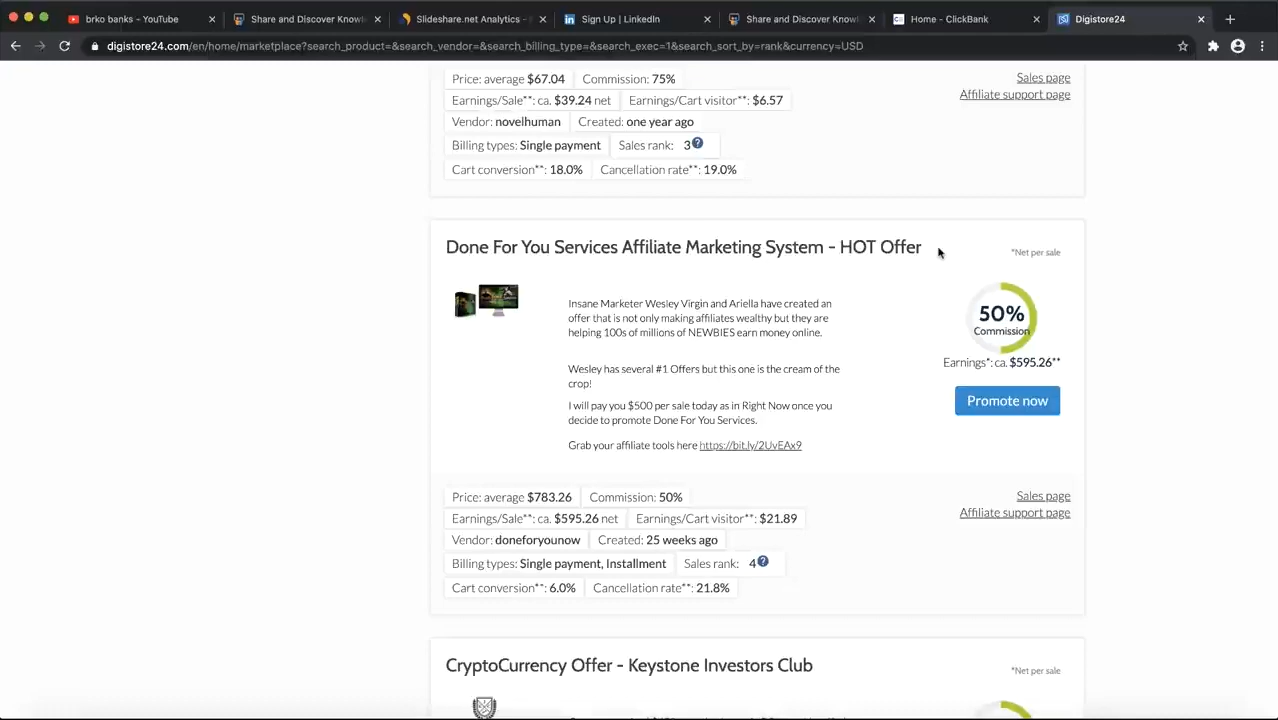 brko banks - YouTube
Share and Discover Knowle
Slideshare.net Analytics -
Sign Up | LinkedIn
Share and Discover Knowle
Home - ClickBank
Digistore24
digistore24.com/en/home/marketplace?search_product=&search_vendor=&search_billing_type=&search_exec=1&search_sort_by=rank&currency=USD
Price: average $67.04 Commission: 75%
Sales page
Earnings/Sale**: ca. $39.24 net Earnings/Cart visitor**: $6.57
Affiliate support page
Vendor: novelhuman Created: one year ago
Billing types: Single payment Sales rank: 3 ?
Cart conversion**: 18.0% Cancellation rate**: 19.0%
Done For You Services Affiliate Marketing System - HOT Offer
*Net per sale
Insane Marketer Wesley Virgin and Ariella have created an
offer that is not only making affiliates wealthy but they are
helping 100s of millions of NEWBIES earn money online.
Wesley has several #1 Offers but this one is the cream of the
crop!
I will pay you $500 per sale today as in Right Now once you
decide to promote Done For You Services.
Grab your affiliate tools here https://bit.ly/2UvEAx9
50%
Commission
Earnings*: ca. $595.26**
Promote now
Price: average $783.26 Commission: 50%
Sales page
Earnings/Sale**: ca. $595.26 net Earnings/Cart visitor**: $21.89
Affiliate support page
Vendor: doneforyounow Created: 25 weeks ago
Billing types: Single payment, Installment Sales rank: 4 ?
Cart conversion**: 6.0% Cancellation rate**: 21.8%
CryptoCurrency Offer - Keystone Investors Club
*Net per sale